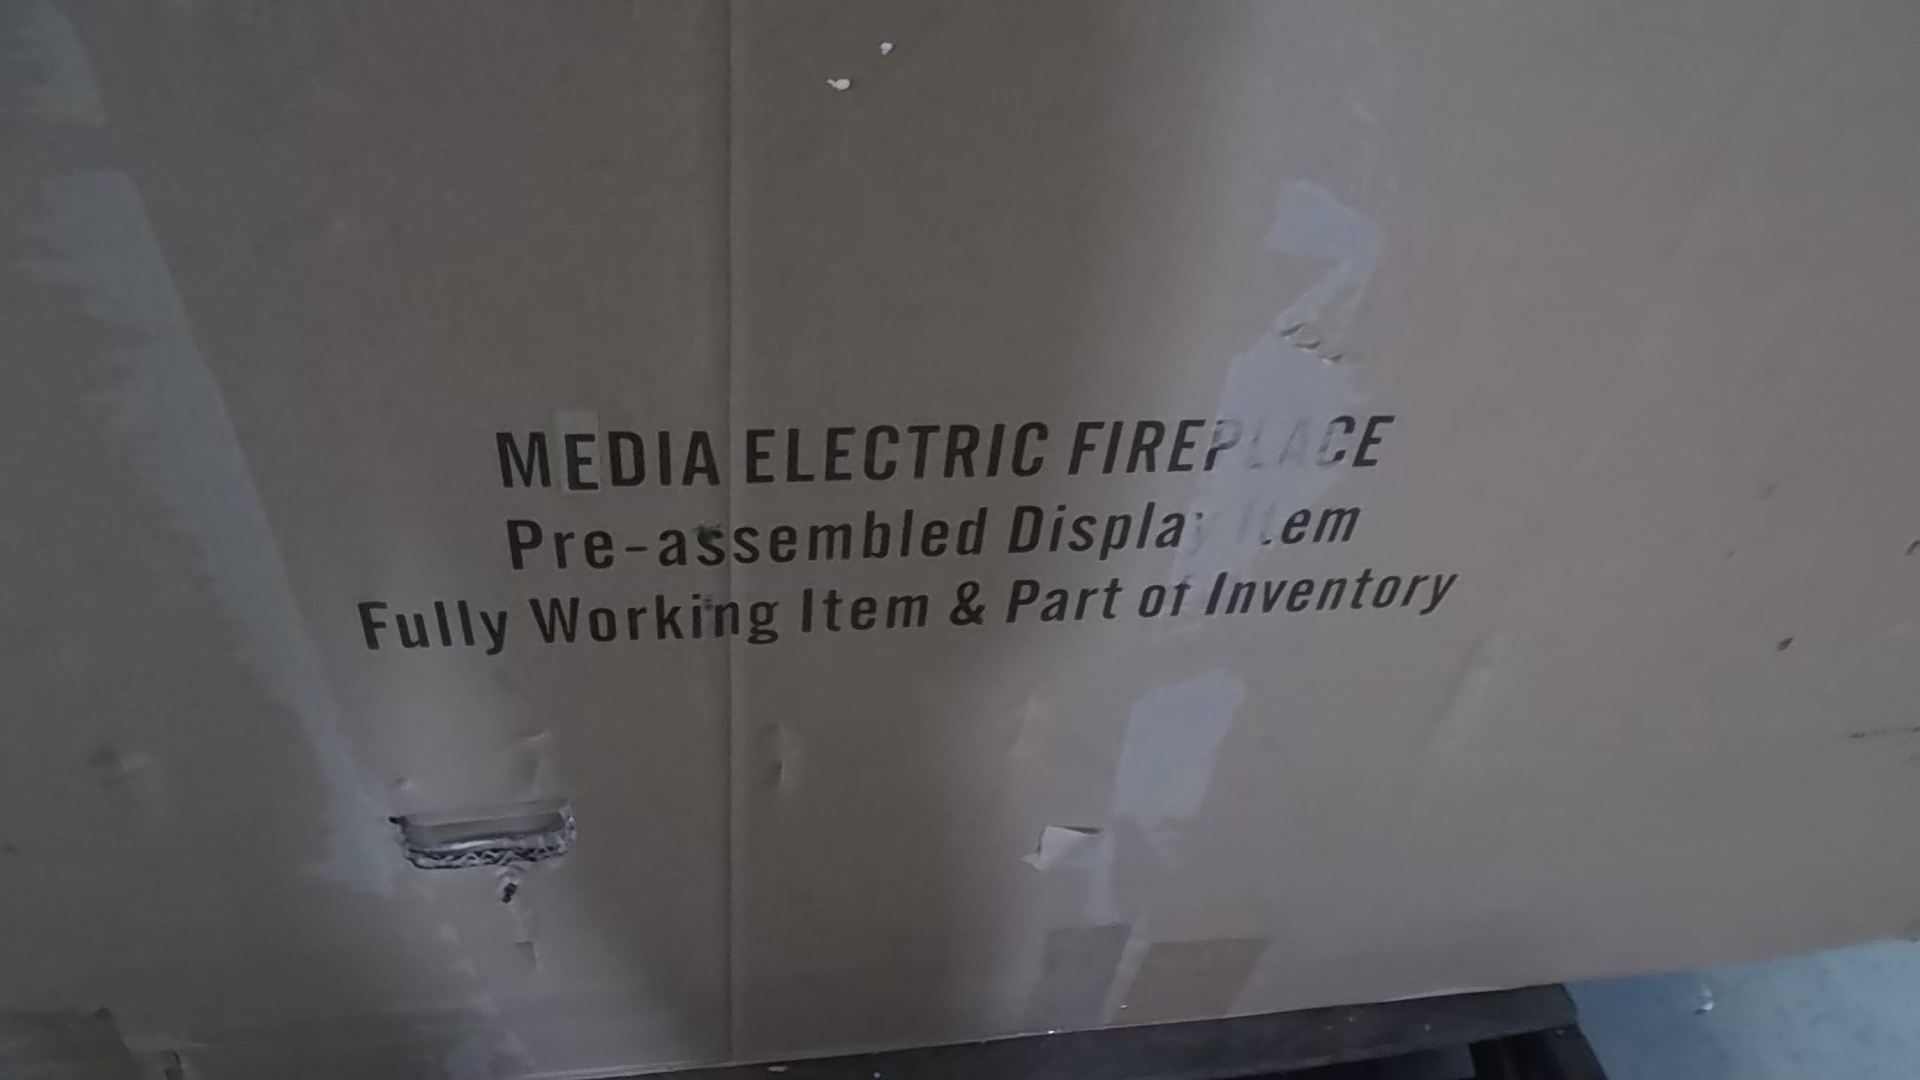 MEDIA ELECTRIC FIREPLACE
Pre-assembled Display Item
Fully Working Item & Part of Inventory